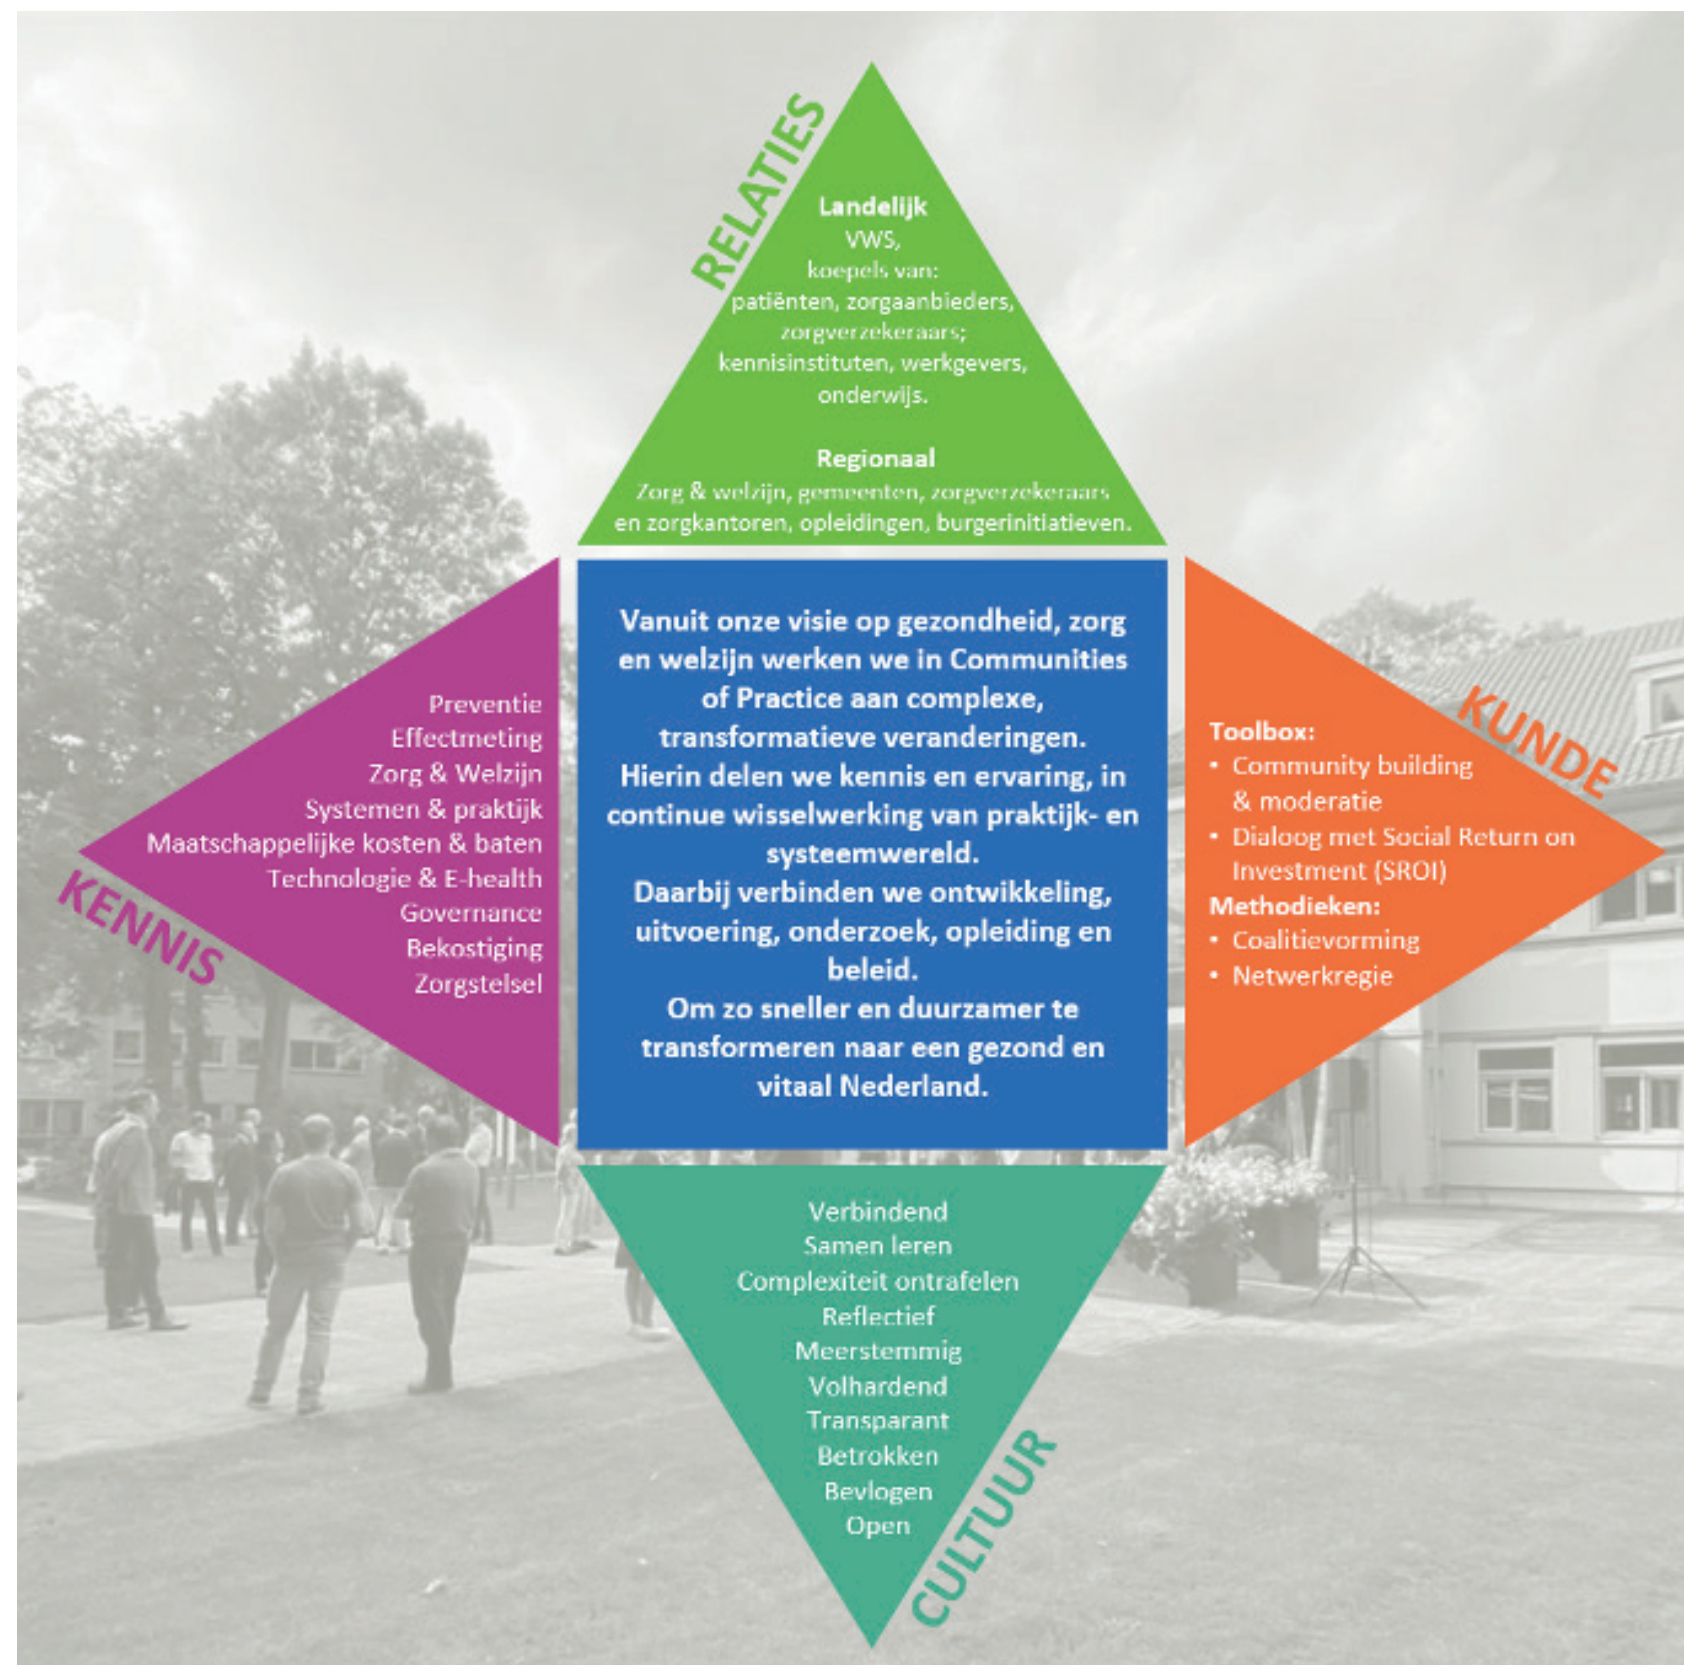 RELATIES
Landelijk
VWS,
koepels van:
patiënten, zorgaanbieders,
zorgverzekeraars;
kennisinstituten, werkgevers,
onderwijs.
Regionaal
Zorg & welzijn, gemeenten, zorgverzekeraars
en zorgkantoren, opleidingen, burgerinitiatieven.
KENNIS
Preventie
Effectmeting
Zorg & Welzijn
Systemen & praktijk
Maatschappelijke kosten & baten
Technologie & E-health
Governance
Bekostiging
Zorgstelsel
Vanuit onze visie op gezondheid, zorg
en welzijn werken we in Communities
of Practice aan complexe,
transformatieve veranderingen.
Hierin delen we kennis en ervaring, in
continue wisselwerking van praktijk- en
systeemwereld.
Daarbij verbinden we ontwikkeling,
uitvoering, onderzoek, opleiding en
beleid.
Om zo sneller en duurzamer te
transformeren naar een gezond en
vitaal Nederland.
KUNDE
Toolbox:
• Community building
& moderatie
• Dialoog met Social Return on
Investment (SROI)
Methodieken:
• Coalitievorming
• Netwerkregie
Verbindend
Samen leren
Complexiteit ontrafelen
Reflectief
Meerstemmig
Volhardend
Transparant
Betrokken
Bevlogen
Open
CULTUUR